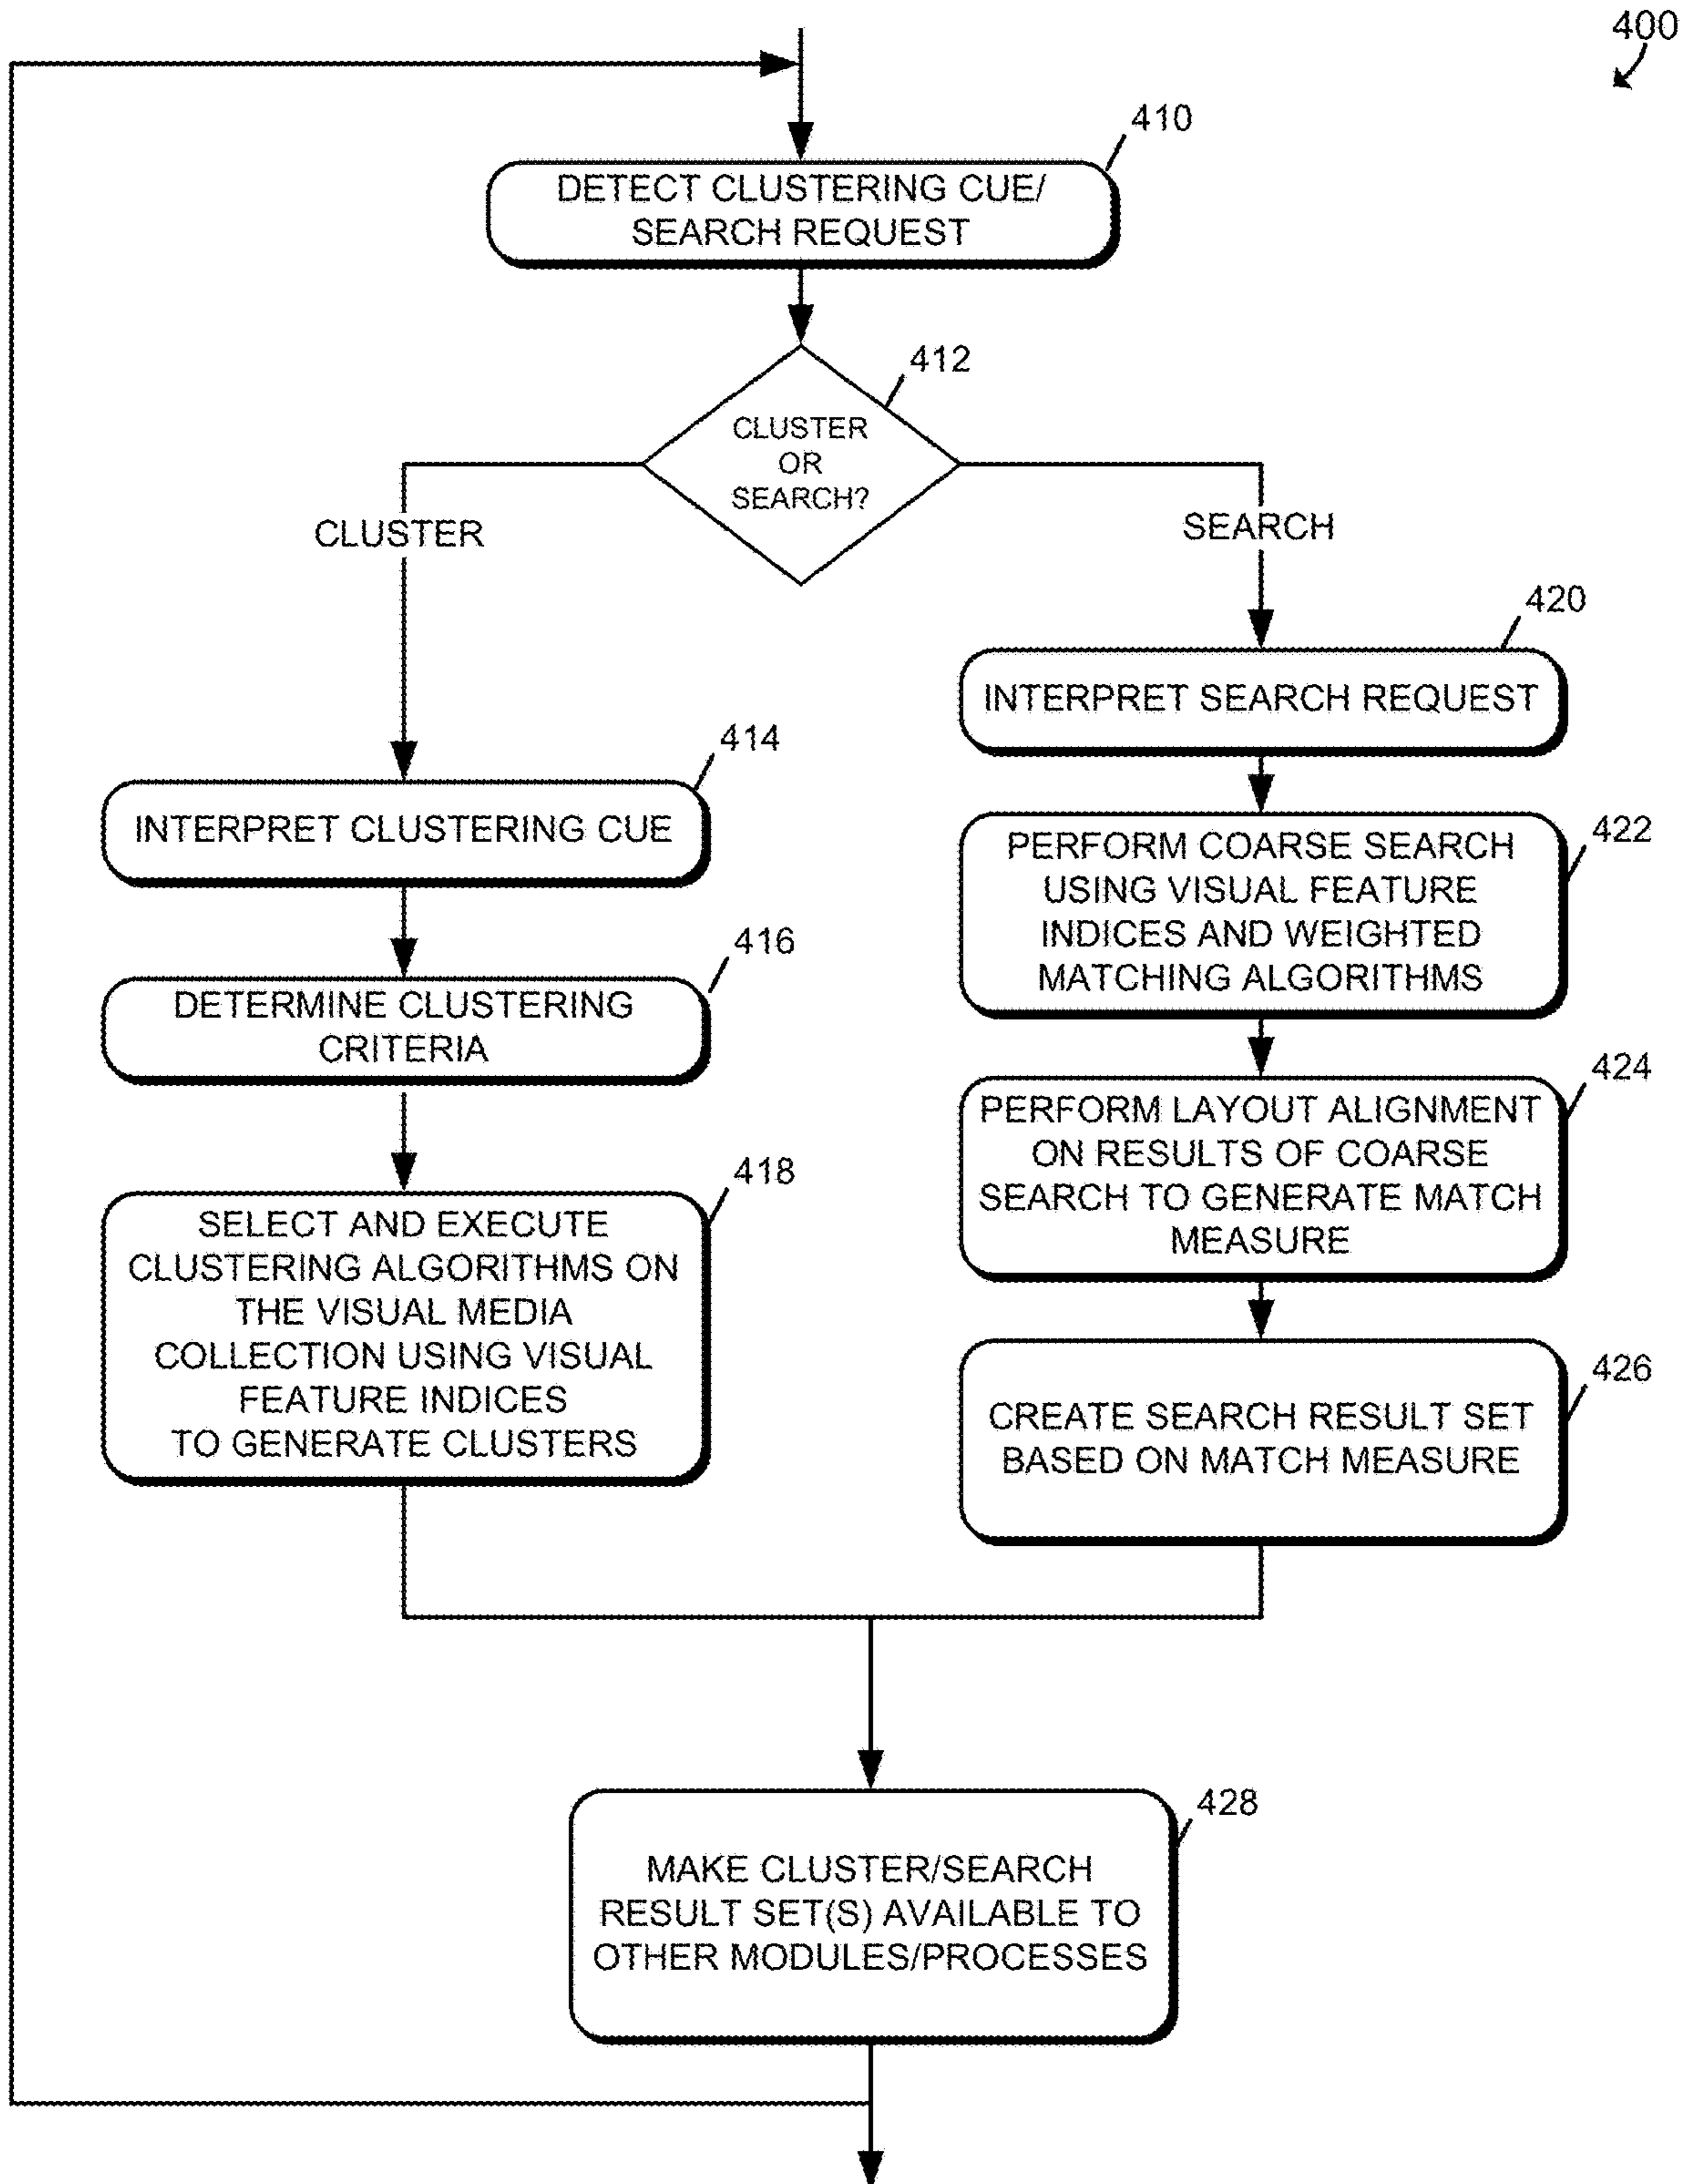 400
410
DETECT CLUSTERING CUE/
SEARCH REQUEST
412
CLUSTER
OR
SEARCH?
CLUSTER
SEARCH
414
INTERPRET CLUSTERING CUE
416
DETERMINE CLUSTERING
CRITERIA
418
SELECT AND EXECUTE
CLUSTERING ALGORITHMS ON
THE VISUAL MEDIA
COLLECTION USING VISUAL
FEATURE INDICES
TO GENERATE CLUSTERS
420
INTERPRET SEARCH REQUEST
422
PERFORM COARSE SEARCH
USING VISUAL FEATURE
INDICES AND WEIGHTED
MATCHING ALGORITHMS
424
PERFORM LAYOUT ALIGNMENT
ON RESULTS OF COARSE
SEARCH TO GENERATE MATCH
MEASURE
426
CREATE SEARCH RESULT SET
BASED ON MATCH MEASURE
428
MAKE CLUSTER/SEARCH
RESULT SET(S) AVAILABLE TO
OTHER MODULES/PROCESSES